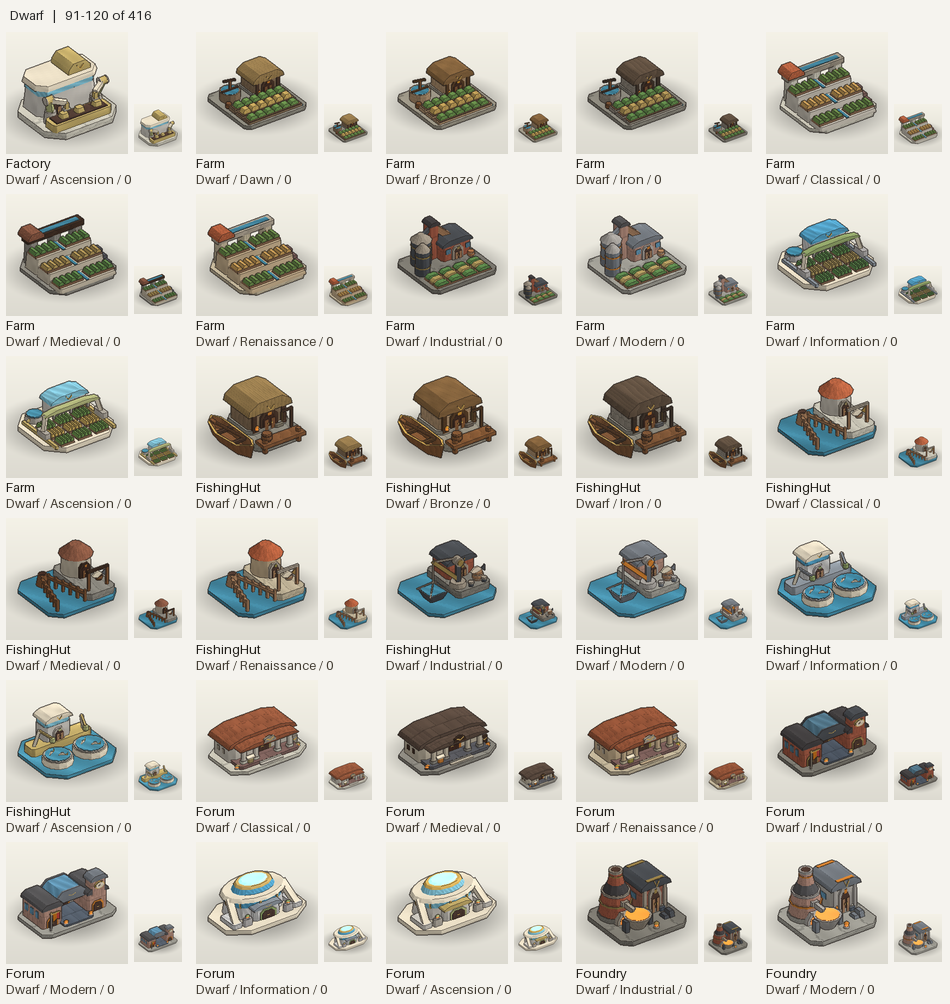 Dwarf | 91-120 of 416
Factory
Dwarf / Ascension / 0
Farm
Dwarf / Dawn / 0
Farm
Dwarf / Bronze / 0
Farm
Dwarf / Iron / 0
Farm
Dwarf / Classical / 0
Farm
Dwarf / Medieval / 0
Farm
Dwarf / Renaissance / 0
Farm
Dwarf / Industrial / 0
Farm
Dwarf / Modern / 0
Farm
Dwarf / Information / 0
Farm
Dwarf / Ascension / 0
FishingHut
Dwarf / Dawn / 0
FishingHut
Dwarf / Bronze / 0
FishingHut
Dwarf / Iron / 0
FishingHut
Dwarf / Classical / 0
FishingHut
Dwarf / Medieval / 0
FishingHut
Dwarf / Renaissance / 0
FishingHut
Dwarf / Industrial / 0
FishingHut
Dwarf / Modern / 0
FishingHut
Dwarf / Information / 0
FishingHut
Dwarf / Ascension / 0
Forum
Dwarf / Classical / 0
Forum
Dwarf / Medieval / 0
Forum
Dwarf / Renaissance / 0
Forum
Dwarf / Industrial / 0
Forum
Dwarf / Modern / 0
Forum
Dwarf / Information / 0
Forum
Dwarf / Ascension / 0
Foundry
Dwarf / Industrial / 0
Foundry
Dwarf / Modern / 0